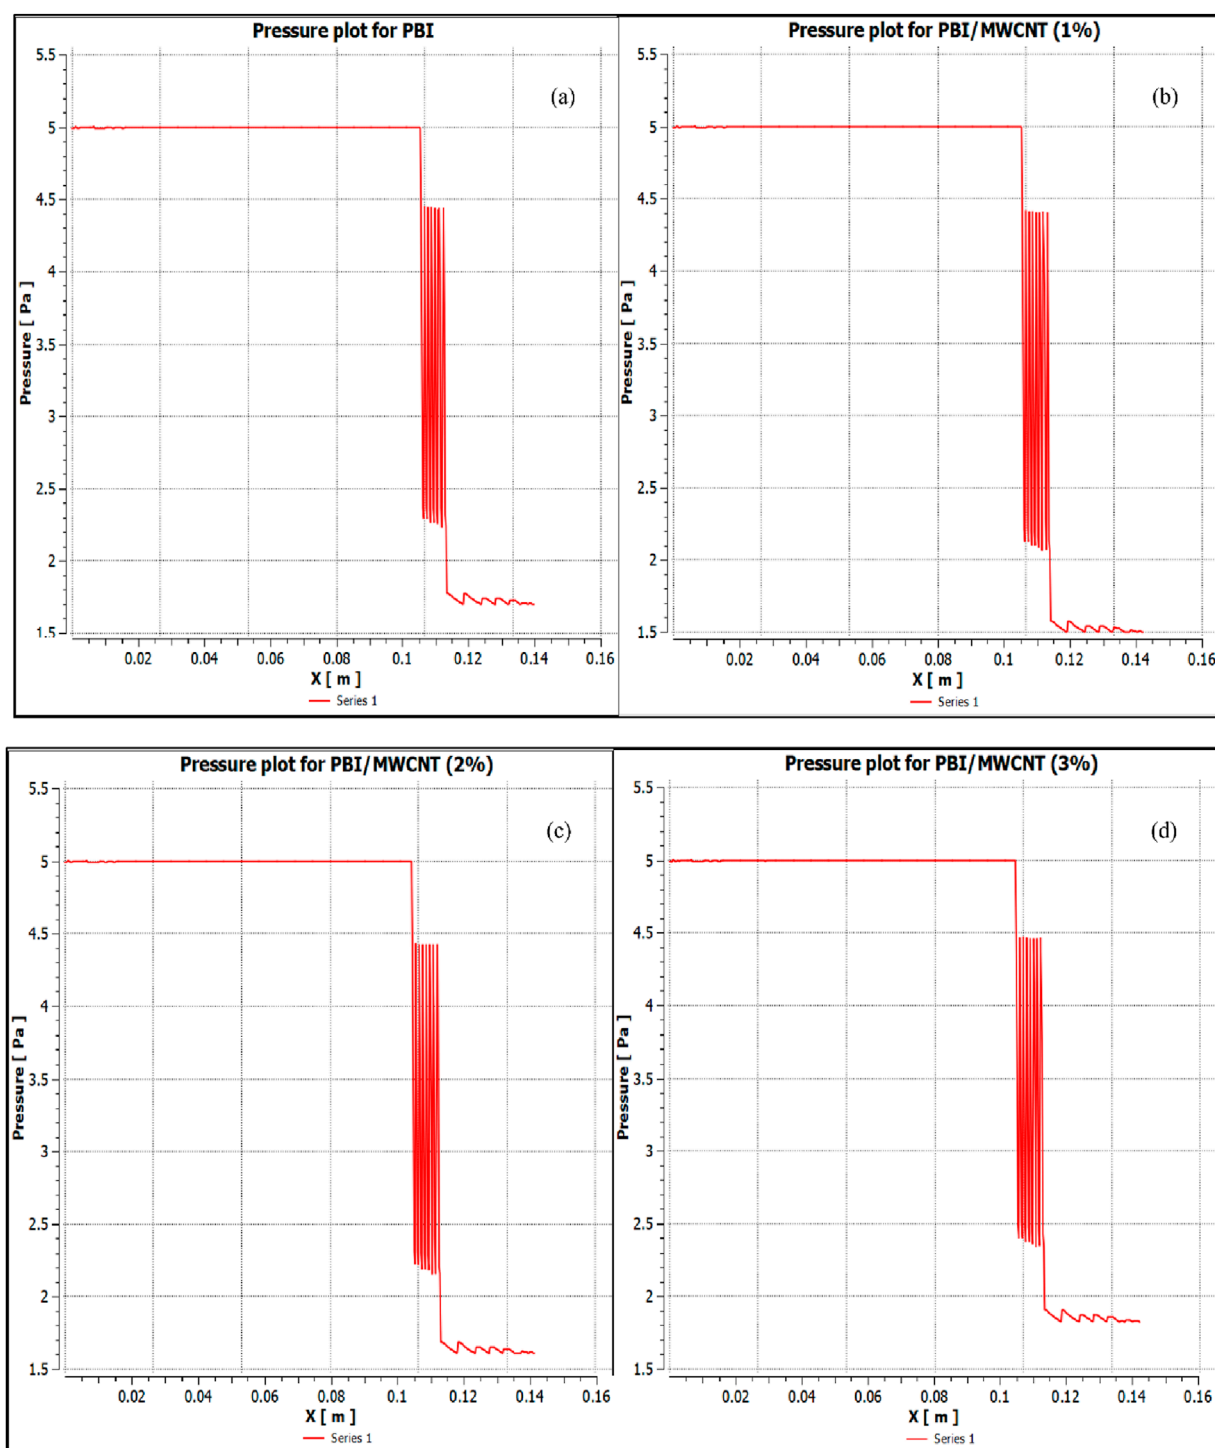 Pressure plot for PBI
(a)
5.5
5
4.5
4
3.5
3
2.5
2
1.5
Pressure [ Pa ]
0.02 0.04 0.06 0.08 0.1 0.12 0.14 0.16
X [ m ]
Series 1
Pressure plot for PBI/MWCNT (1%)
(b)
5.5
5
4.5
4
3.5
3
2.5
2
1.5
Pressure [ Pa ]
0.02 0.04 0.06 0.08 0.1 0.12 0.14 0.16
X [ m ]
Series 1
Pressure plot for PBI/MWCNT (2%)
(c)
5.5
5
4.5
4
3.5
3
2.5
2
1.5
Pressure [ Pa ]
0.02 0.04 0.06 0.08 0.1 0.12 0.14 0.16
X [ m ]
Series 1
Pressure plot for PBI/MWCNT (3%)
(d)
5.5
5
4.5
4
3.5
3
2.5
2
1.5
Pressure [ Pa ]
0.02 0.04 0.06 0.08 0.1 0.12 0.14 0.16
X [ m ]
Series 1